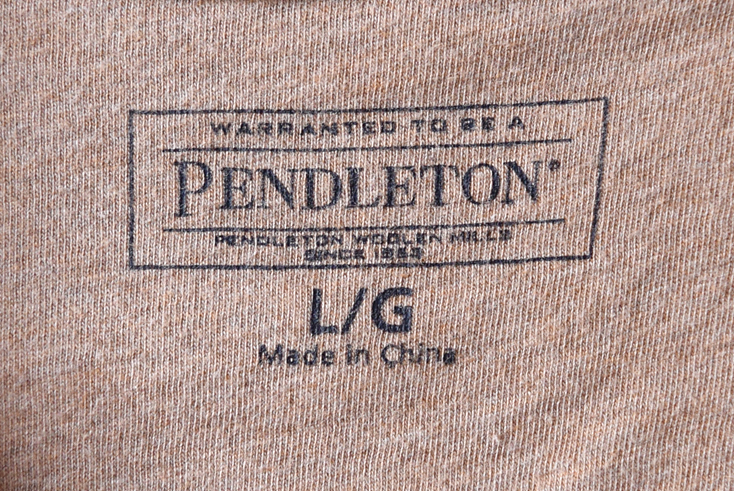 WARRANTED TO BE A
PENDLETON®
PENDLETON WOOLEN MILLS
SINCE 1863
L/G
Made in China